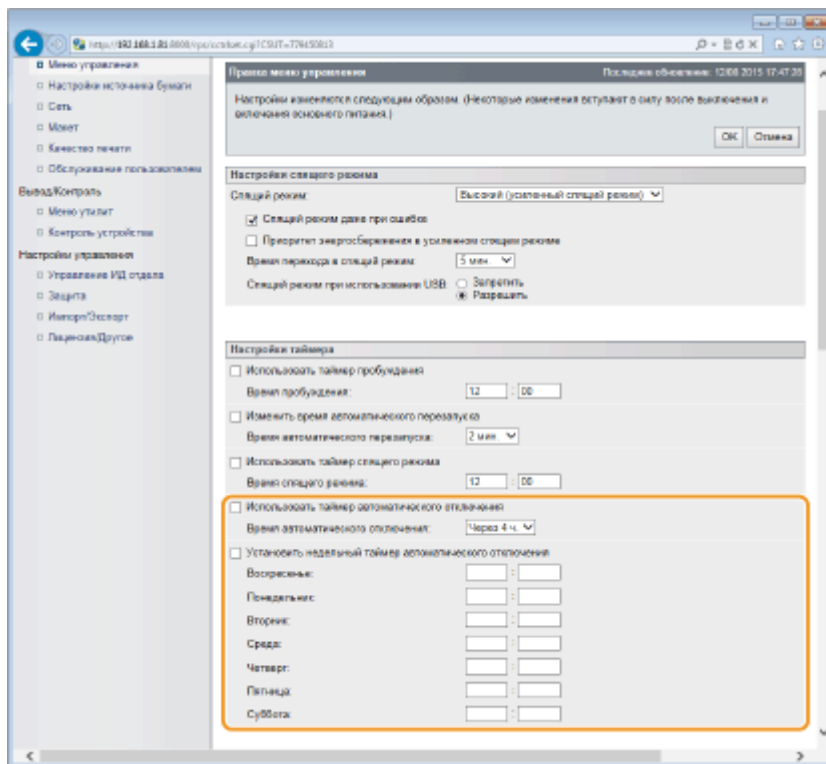 Меню управления
Настройки источника бумаги
Сеть
Макет
Качество печати
Обслуживание пользователем
Вывод/Контроль
Меню утилит
Контроль устройства
Настройки управления
Управление ИД отдела
Защита
Импорт/Экспорт
Лицензия/Другое
Правка меню управления
Последнее обновление: 12/08 2015 17:47:28
Настройки изменяются следующим образом. (Некоторые изменения вступают в силу после выключения и
включения основного питания.)
OK Отмена
Настройки спящего режима
Спящий режим: Высокий (усиленный спящий режим)
Спящий режим даже при ошибке
Приоритет энергосбережения в усиленном спящем режиме
Время перехода в спящий режим: 5 мин.
Спящий режим при использовании USB: Запретить
Разрешить
Настройки таймера
Использовать таймер пробуждения
Время пробуждения: 12 : 00
Изменить время автоматического перезапуска
Время автоматического перезапуска: 2 мин.
Использовать таймер спящего режима
Время спящего режима: 12 : 00
Использовать таймер автоматического отключения
Время автоматического отключения: Через 4 ч.
Установить недельный таймер автоматического отключения
Воскресенье: :
Понедельник: :
Вторник: :
Среда: :
Четверг: :
Пятница: :
Суббота: :